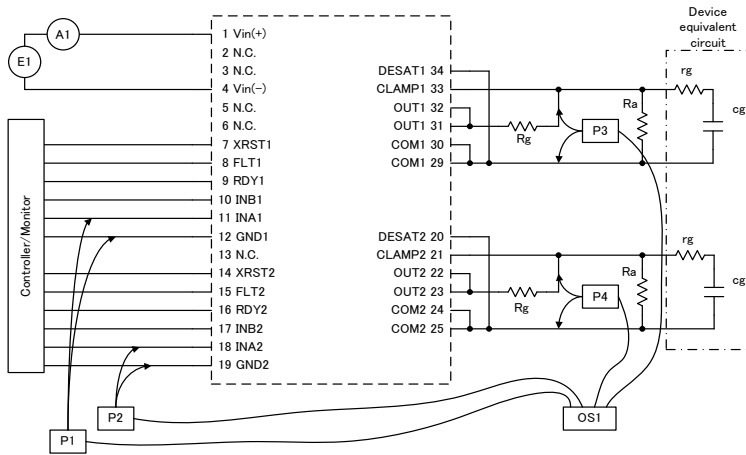 Device
equivalent
circuit
A1
E1
1 Vin(+)
2 N.C.
3 N.C.
4 Vin(−)
5 N.C.
6 N.C.
7 XRST1
8 FLT1
9 RDY1
10 INB1
11 INA1
12 GND1
13 N.C.
14 XRST2
15 FLT2
16 RDY2
17 INB2
18 INA2
19 GND2
DESAT1 34
CLAMP1 33
OUT1 32
OUT1 31
COM1 30
COM1 29
DESAT2 20
CLAMP2 21
OUT2 22
OUT2 23
COM2 24
COM2 25
Controller/Monitor
Rg
P3
Ra
rg
cg
Rg
P4
Ra
rg
cg
P2
P1
OS1